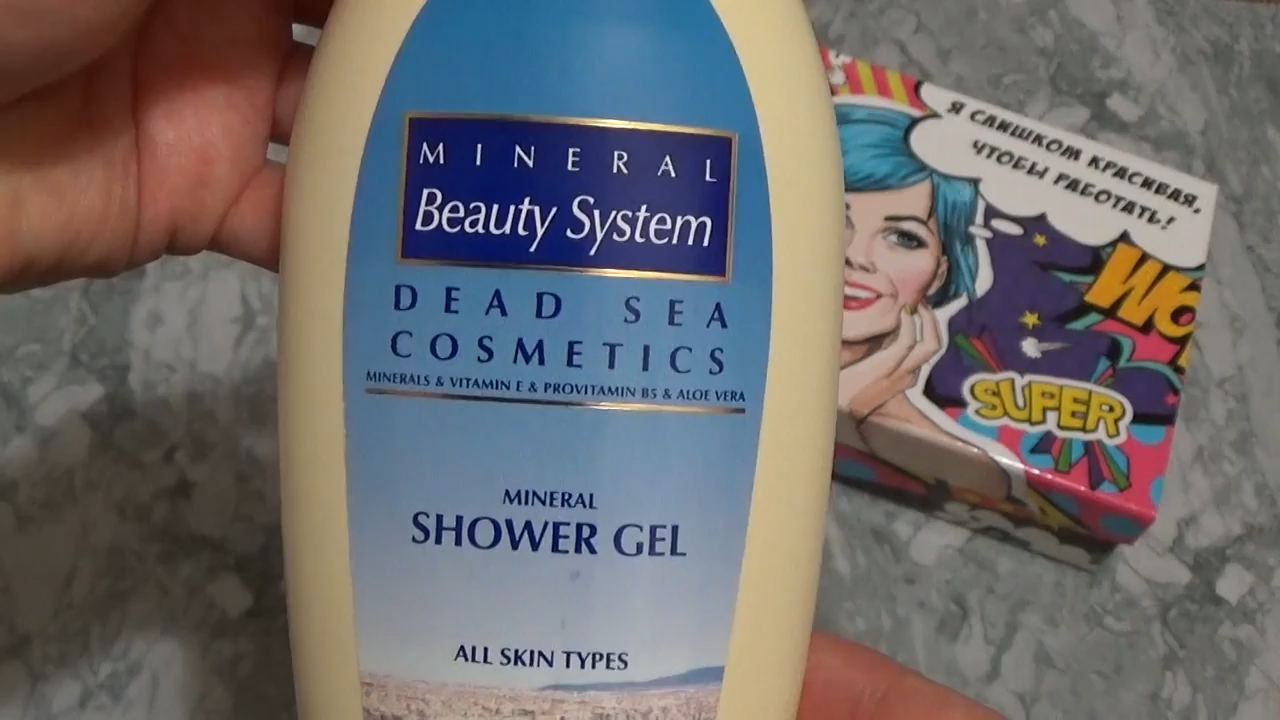 MINERAL
Beauty System
DEAD SEA
COSMETICS
MINERALS & VITAMIN E & PROVITAMIN B5 & ALOE VERA
MINERAL
SHOWER GEL
ALL SKIN TYPES
Я СЛИШКОМ КРАСИВАЯ,
ЧТОБЫ РАБОТАТЬ!
SUPER